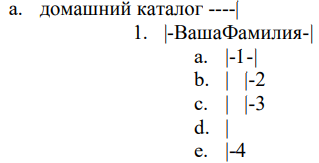 a. домашний каталог ----|
1. |-ВашаФамилия-|
a. |-1-|
b. | |-2
c. | |-3
d. |
e. |-4